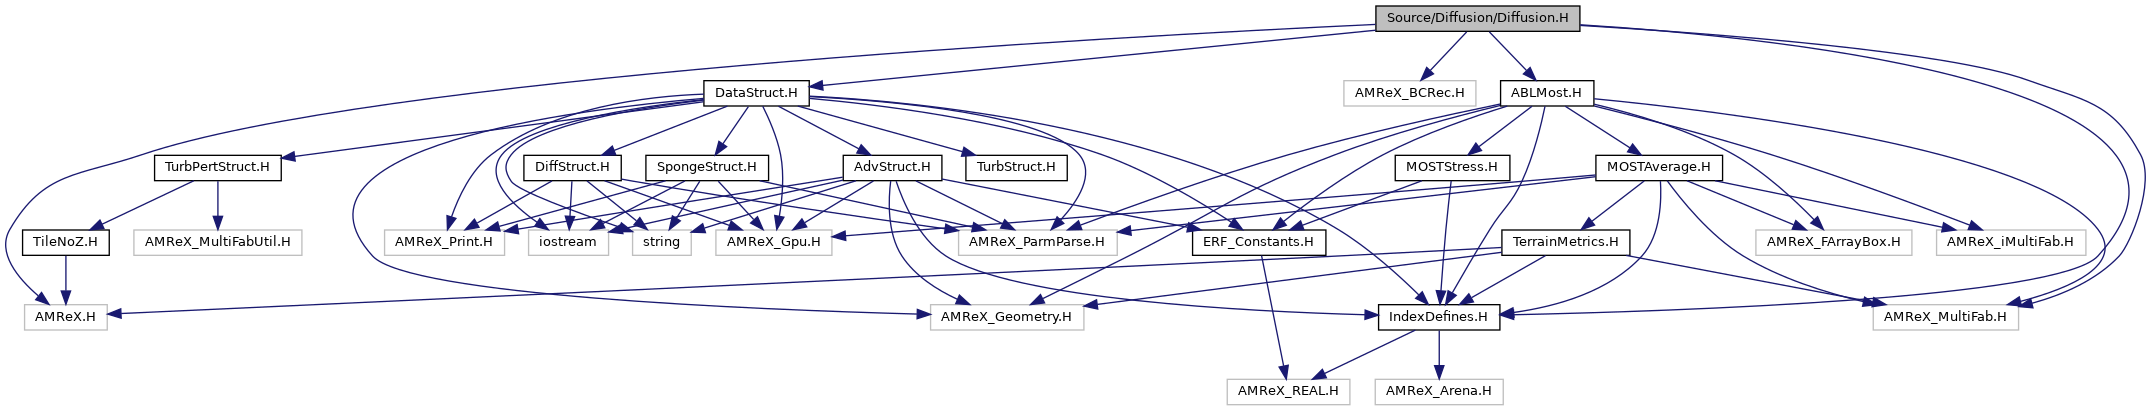 Source/Diffusion/Diffusion.H
DataStruct.H
AMReX_BCRec.H
ABLMost.H
TurbPertStruct.H
DiffStruct.H
SpongeStruct.H
AdvStruct.H
TurbStruct.H
MOSTStress.H
MOSTAverage.H
TileNoZ.H
AMReX_MultiFabUtil.H
AMReX_Print.H
iostream
string
AMReX_Gpu.H
AMReX_ParmParse.H
ERF_Constants.H
TerrainMetrics.H
AMReX_FArrayBox.H
AMReX_iMultiFab.H
AMReX.H
AMReX_Geometry.H
IndexDefines.H
AMReX_MultiFab.H
AMReX_REAL.H
AMReX_Arena.H